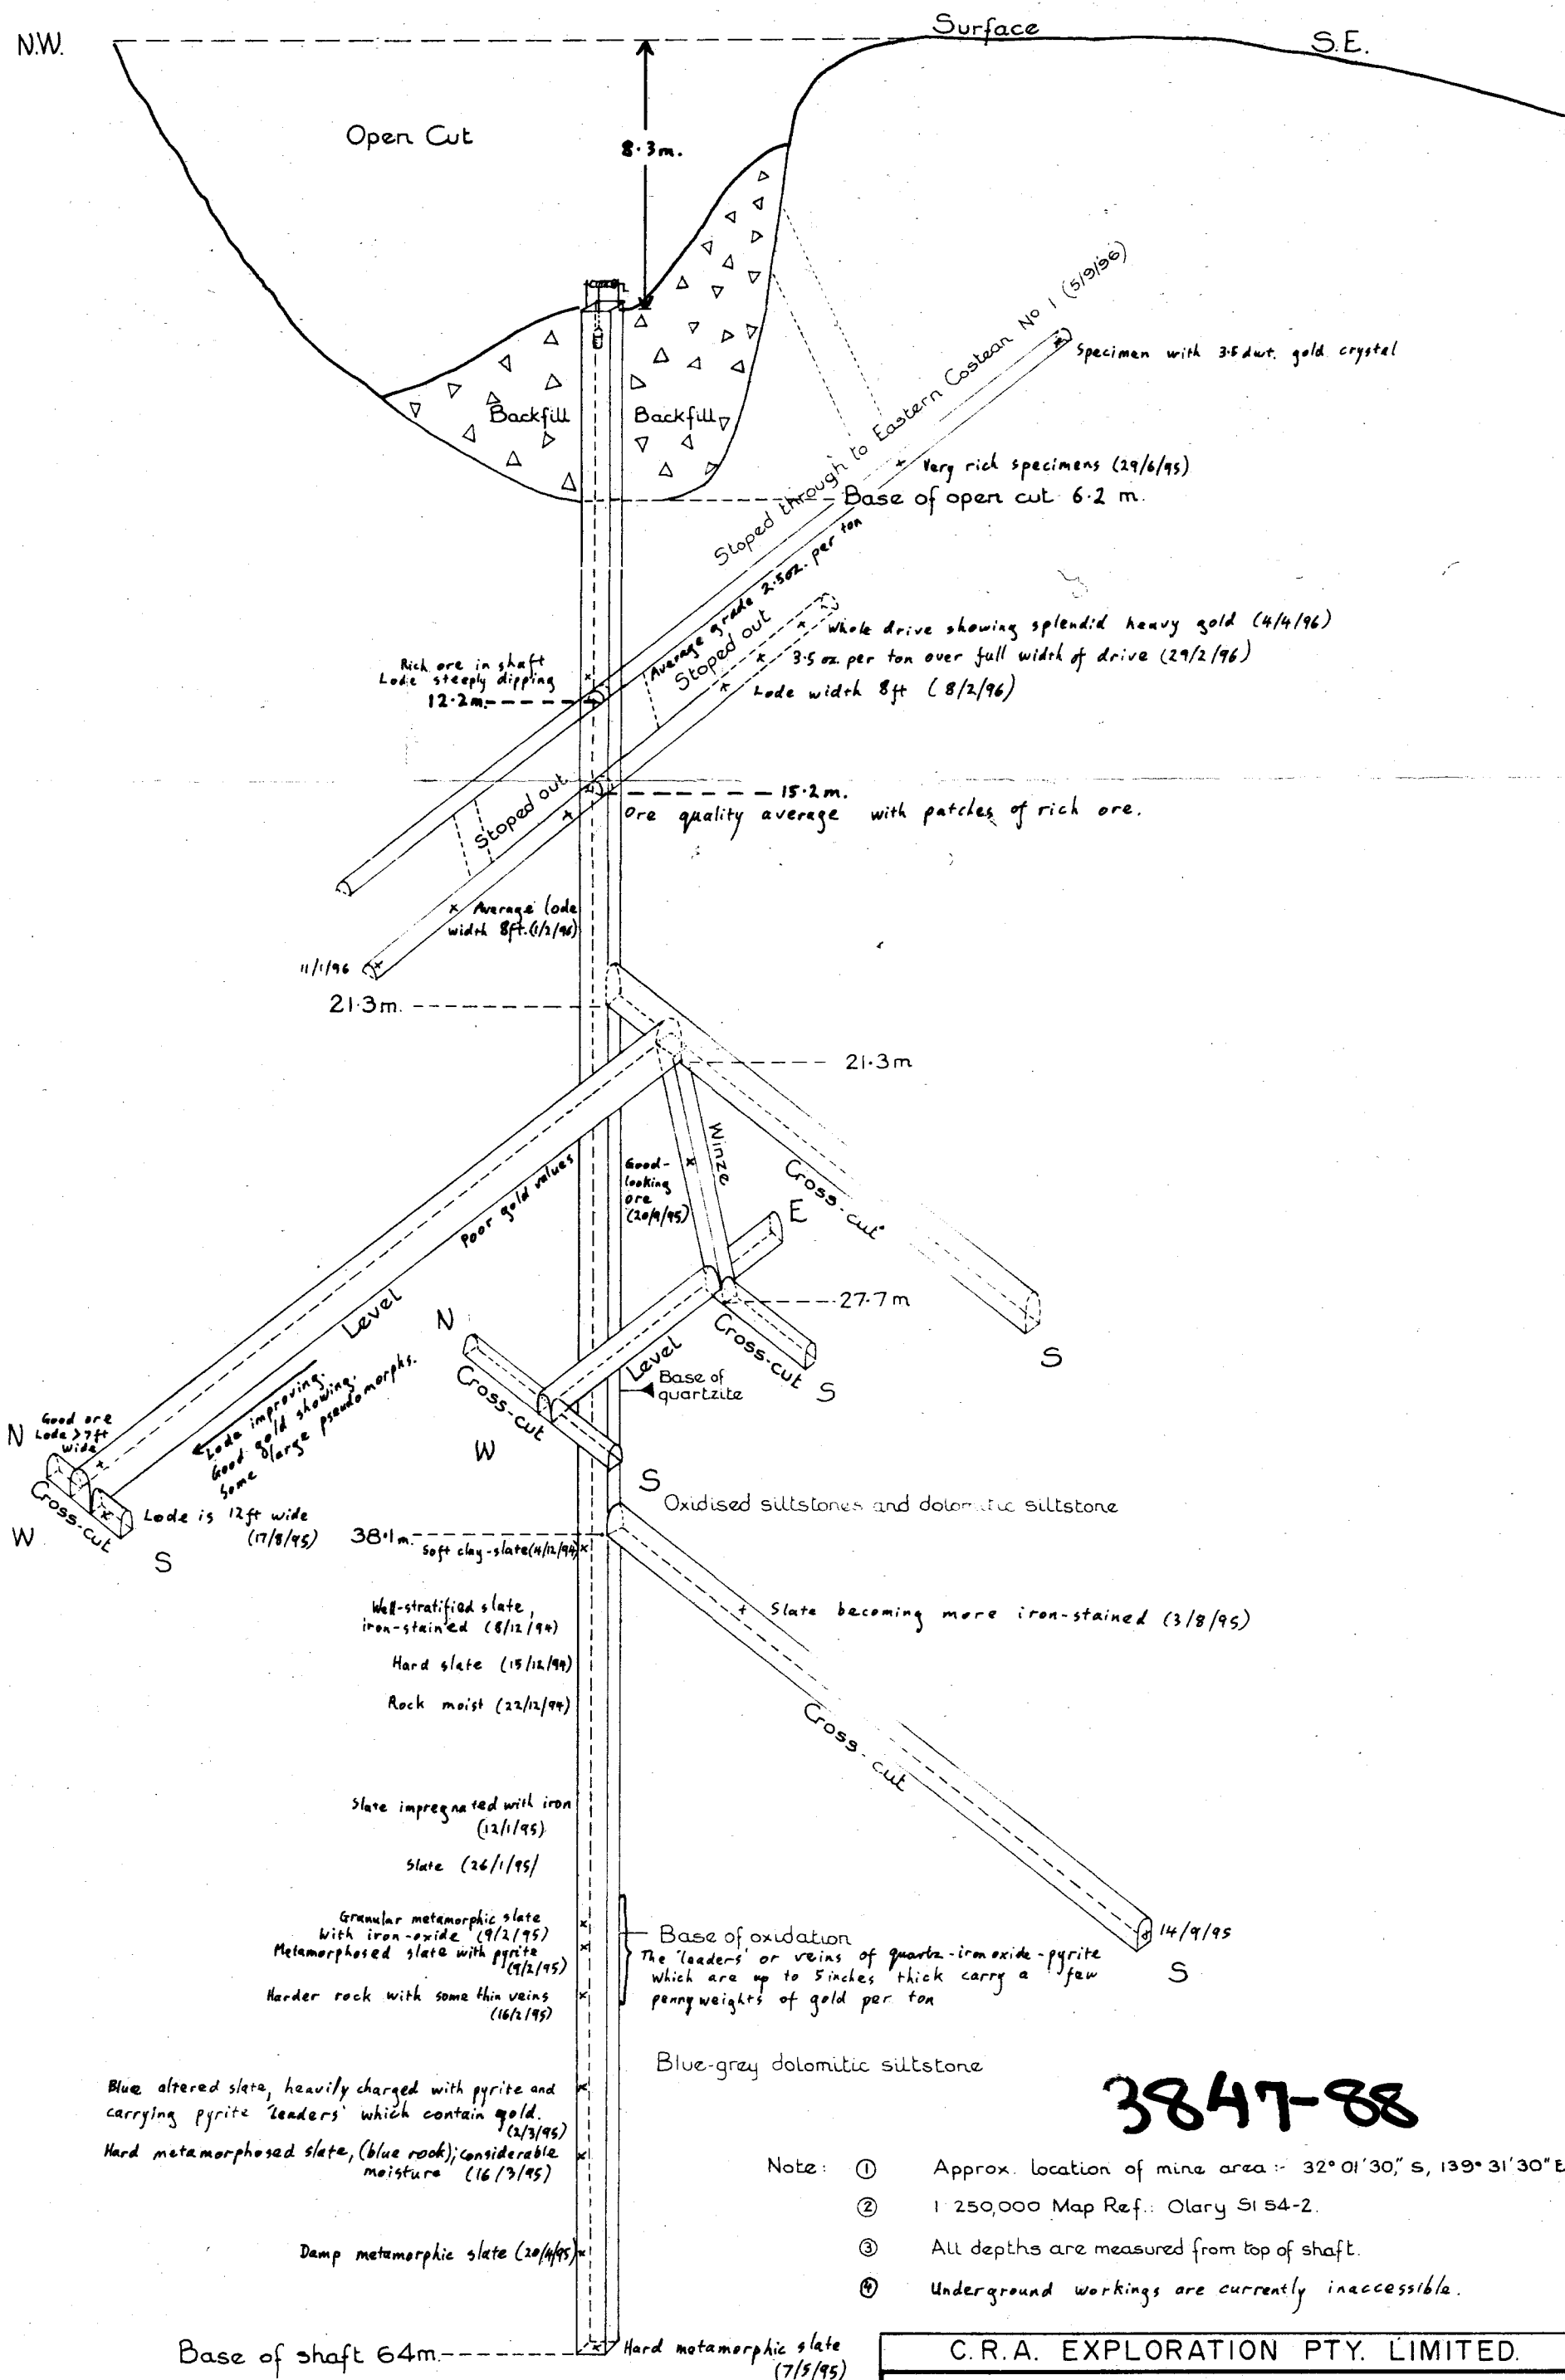 N.W.
Surface
S.E.
Open Cut
8·3m.
Stoped through to Eastern Costean No 1 (5/9/96)
Specimen with 3·5 dwt. gold crystal
Backfill
Backfill
Very rich specimens (29/6/95)
Base of open cut 6·2 m.
Average grade 2·5oz. per ton
Stoped out
Whole drive showing splendid heavy gold (4/4/96)
3·5 oz. per ton over full width of drive (29/2/96)
Lode width 8ft (8/2/96)
Rich ore in shaft
Lode steeply dipping
12·2m.
15·2m.
Stoped out
Ore quality average with patches of rich ore.
Average lode
width 8ft.(1/2/96)
11/1/96
21·3m.
21·3m
Winze
Good-
looking
ore
(20/9/95)
Poor gold values
Cross-cut
E
27·7m
Level
N
Level
Cross-cut
S
S
Base of
quartzite
Cross-cut
W
S
Lode improving.
Good gold showing.
Some large pseudomorphs.
N
Good ore
Lode >7ft
wide
Cross-cut
W
S
Lode is 12ft wide
(17/8/95)
Oxidised siltstones and dolomitic siltstone
38·1m.
Soft clay-slate(4/12/94)
Well-stratified slate,
iron-stained (8/12/94)
Slate becoming more iron-stained (3/8/95)
Hard slate (15/12/94)
Rock moist (22/12/94)
Cross-cut
Slate impregnated with iron
(12/1/95)
Slate (26/1/95/
Granular metamorphic slate
with iron-oxide (9/2/95)
Metamorphosed slate with pyrite
(9/2/95)
Harder rock with some thin veins
(16/2/95)
Base of oxidation
The 'leaders' or veins of quartz-iron oxide-pyrite
which are up to 5 inches thick carry a few
pennyweights of gold per ton
14/9/95
S
Blue-grey dolomitic siltstone
Blue altered slate, heavily charged with pyrite and
carrying pyrite 'leaders' which contain gold.
(2/3/95)
Hard metamorphosed slate, (blue rock); considerable
moisture (16/3/95)
3847-88
Note: ① Approx. location of mine area :- 32° 01' 30," S, 139° 31' 30" E
② 1 250,000 Map Ref.: Olary SI 54-2.
③ All depths are measured from top of shaft.
④ Underground workings are currently inaccessible.
Damp metamorphic slate (20/4/95)
Base of shaft 64m.
Hard metamorphic slate
(7/5/95)
C.R.A. EXPLORATION PTY. LIMITED.